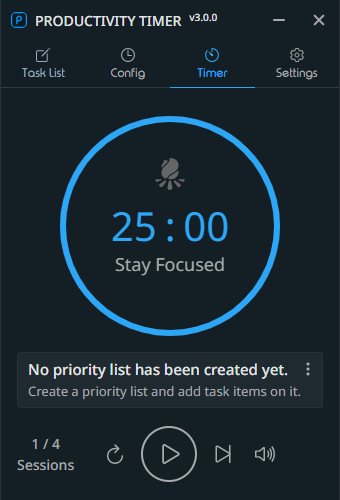 PRODUCTIVITY TIMER v3.0.0
Task List Config Timer Settings
25 : 00
Stay Focused
No priority list has been created yet.
Create a priority list and add task items on it.
1 / 4
Sessions